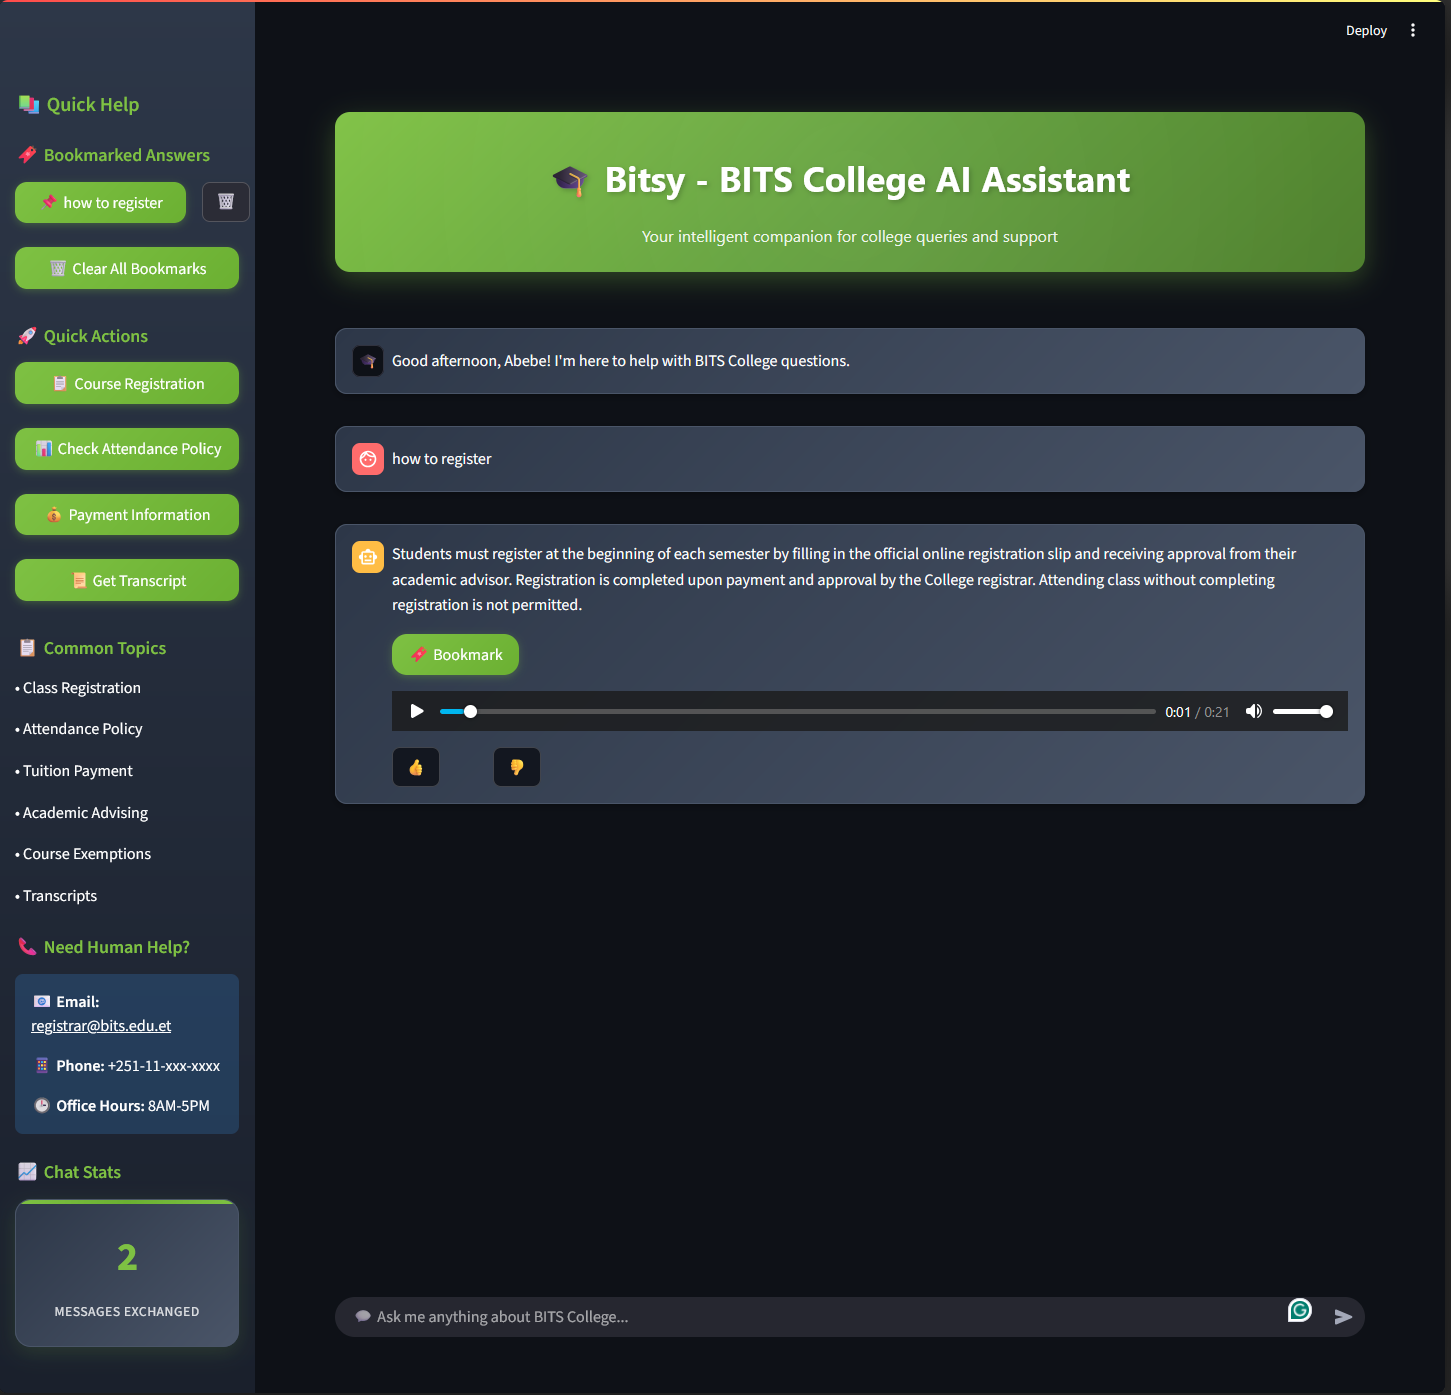 Deploy
Quick Help
Bookmarked Answers
how to register
Clear All Bookmarks
Quick Actions
Course Registration
Check Attendance Policy
Payment Information
Get Transcript
Common Topics
• Class Registration
• Attendance Policy
• Tuition Payment
• Academic Advising
• Course Exemptions
• Transcripts
Need Human Help?
Email:
registrar@bits.edu.et
Phone: +251-11-xxx-xxxx
Office Hours: 8AM-5PM
Chat Stats
2
MESSAGES EXCHANGED
Bitsy - BITS College AI Assistant
Your intelligent companion for college queries and support
Good afternoon, Abebe! I'm here to help with BITS College questions.
how to register
Students must register at the beginning of each semester by filling in the official online registration slip and receiving approval from their
academic advisor. Registration is completed upon payment and approval by the College registrar. Attending class without completing
registration is not permitted.
Bookmark
0:01 / 0:21
Ask me anything about BITS College...